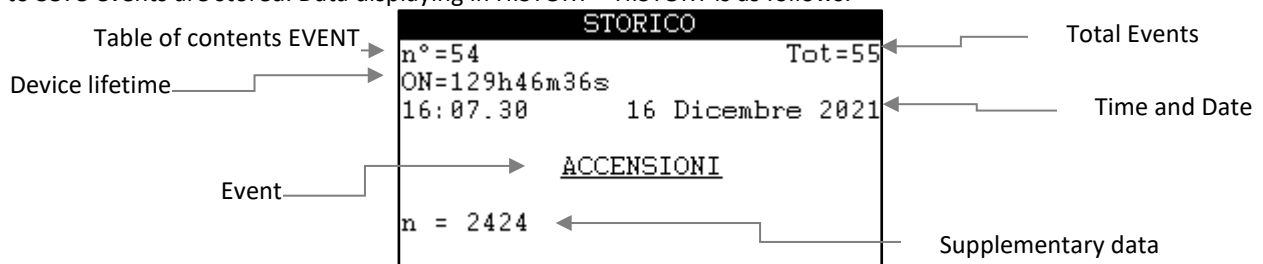 Events are stored. Data displaying in HISTORY – HISTORY is as follows:
STORICO
Table of contents EVENT
n°=54 Tot=55
Total Events
Device lifetime
ON=129h46m36s
16:07.30 16 Dicembre 2021
Time and Date
ACCENSIONI
Event
n = 2424
Supplementary data